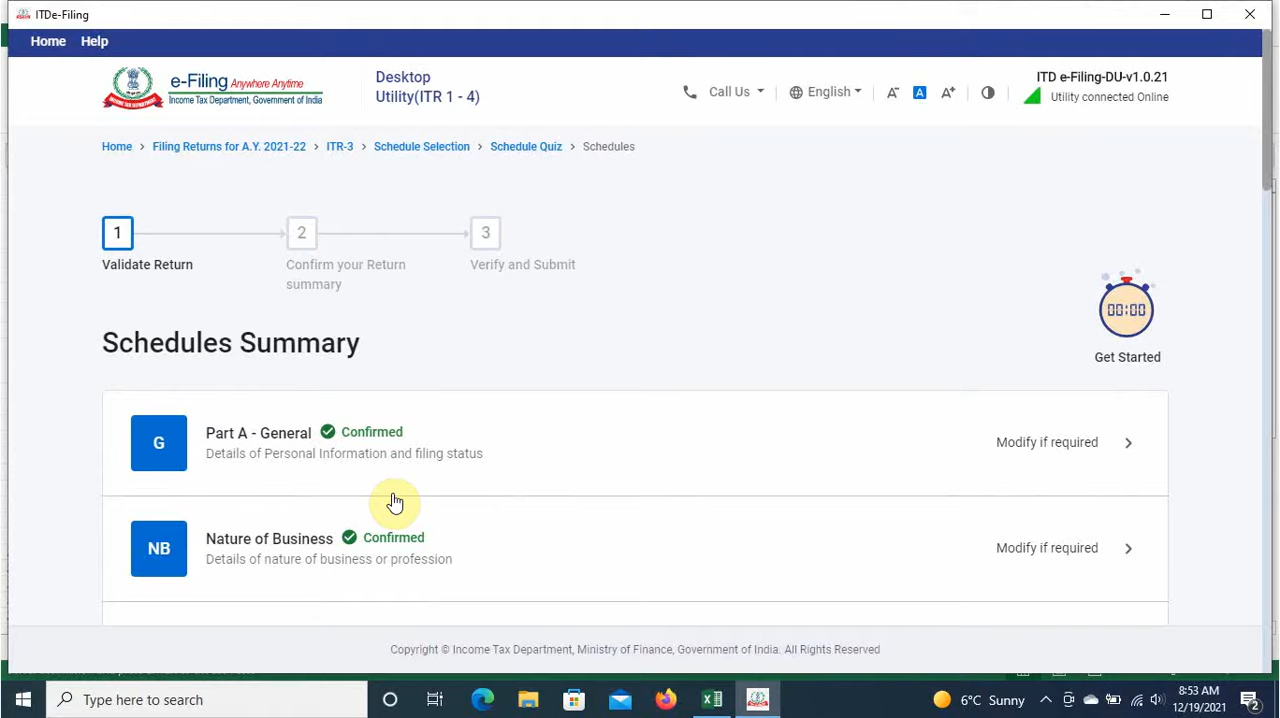 ITDe-Filing
Home Help
e-Filing Anywhere Anytime
Income Tax Department, Government of India
Desktop
Utility(ITR 1 - 4)
Call Us
English
A-
A
A+
ITD e-Filing-DU-v1.0.21
Utility connected Online
Home > Filing Returns for A.Y. 2021-22 > ITR-3 > Schedule Selection > Schedule Quiz > Schedules
1
Validate Return
2
Confirm your Return
summary
3
Verify and Submit
00:00
Get Started
Schedules Summary
G
Part A - General Confirmed
Details of Personal Information and filing status
Modify if required
NB
Nature of Business Confirmed
Details of nature of business or profession
Modify if required
Copyright © Income Tax Department, Ministry of Finance, Government of India. All Rights Reserved
Type here to search
6°C Sunny
8:53 AM
12/19/2021
2